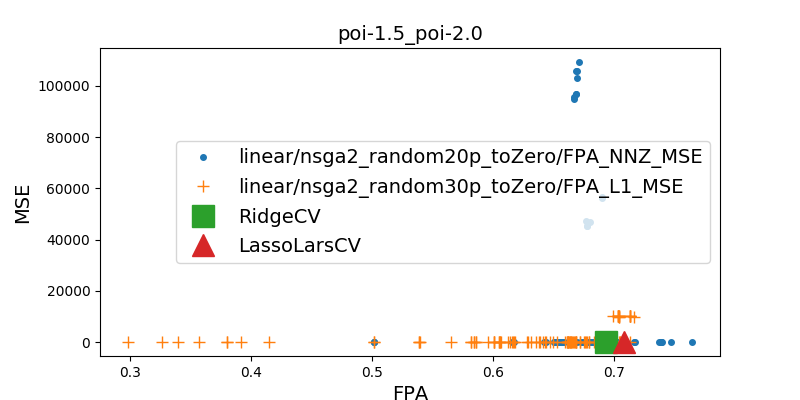 poi-1.5_poi-2.0
MSE
100000
80000
60000
40000
20000
0
linear/nsga2_random20p_toZero/FPA_NNZ_MSE
linear/nsga2_random30p_toZero/FPA_L1_MSE
RidgeCV
LassoLarsCV
0.3 0.4 0.5 0.6 0.7
FPA